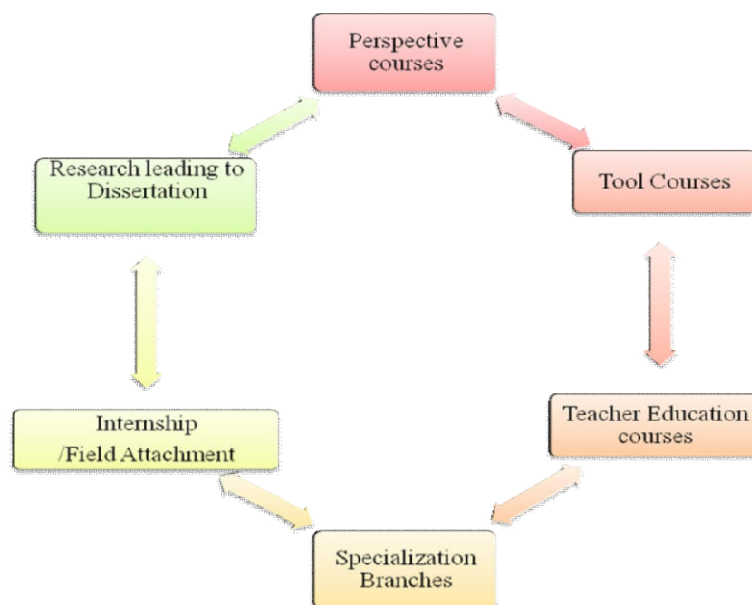 Perspective
courses
Research leading to
Dissertation
Tool Courses
Internship
/Field Attachment
Teacher Education
courses
Specialization
Branches